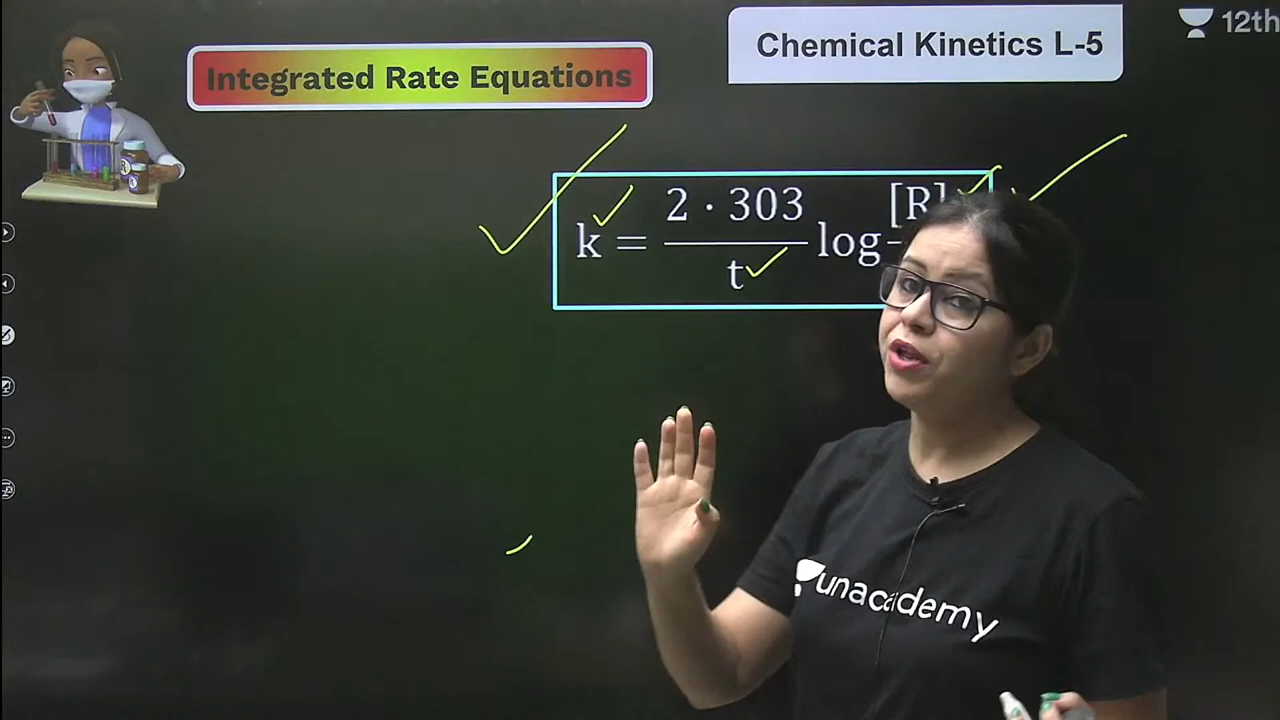 12th
Chemical Kinetics L-5
Integrated Rate Equations
k = 2 · 303 / t log [R]
unacademy